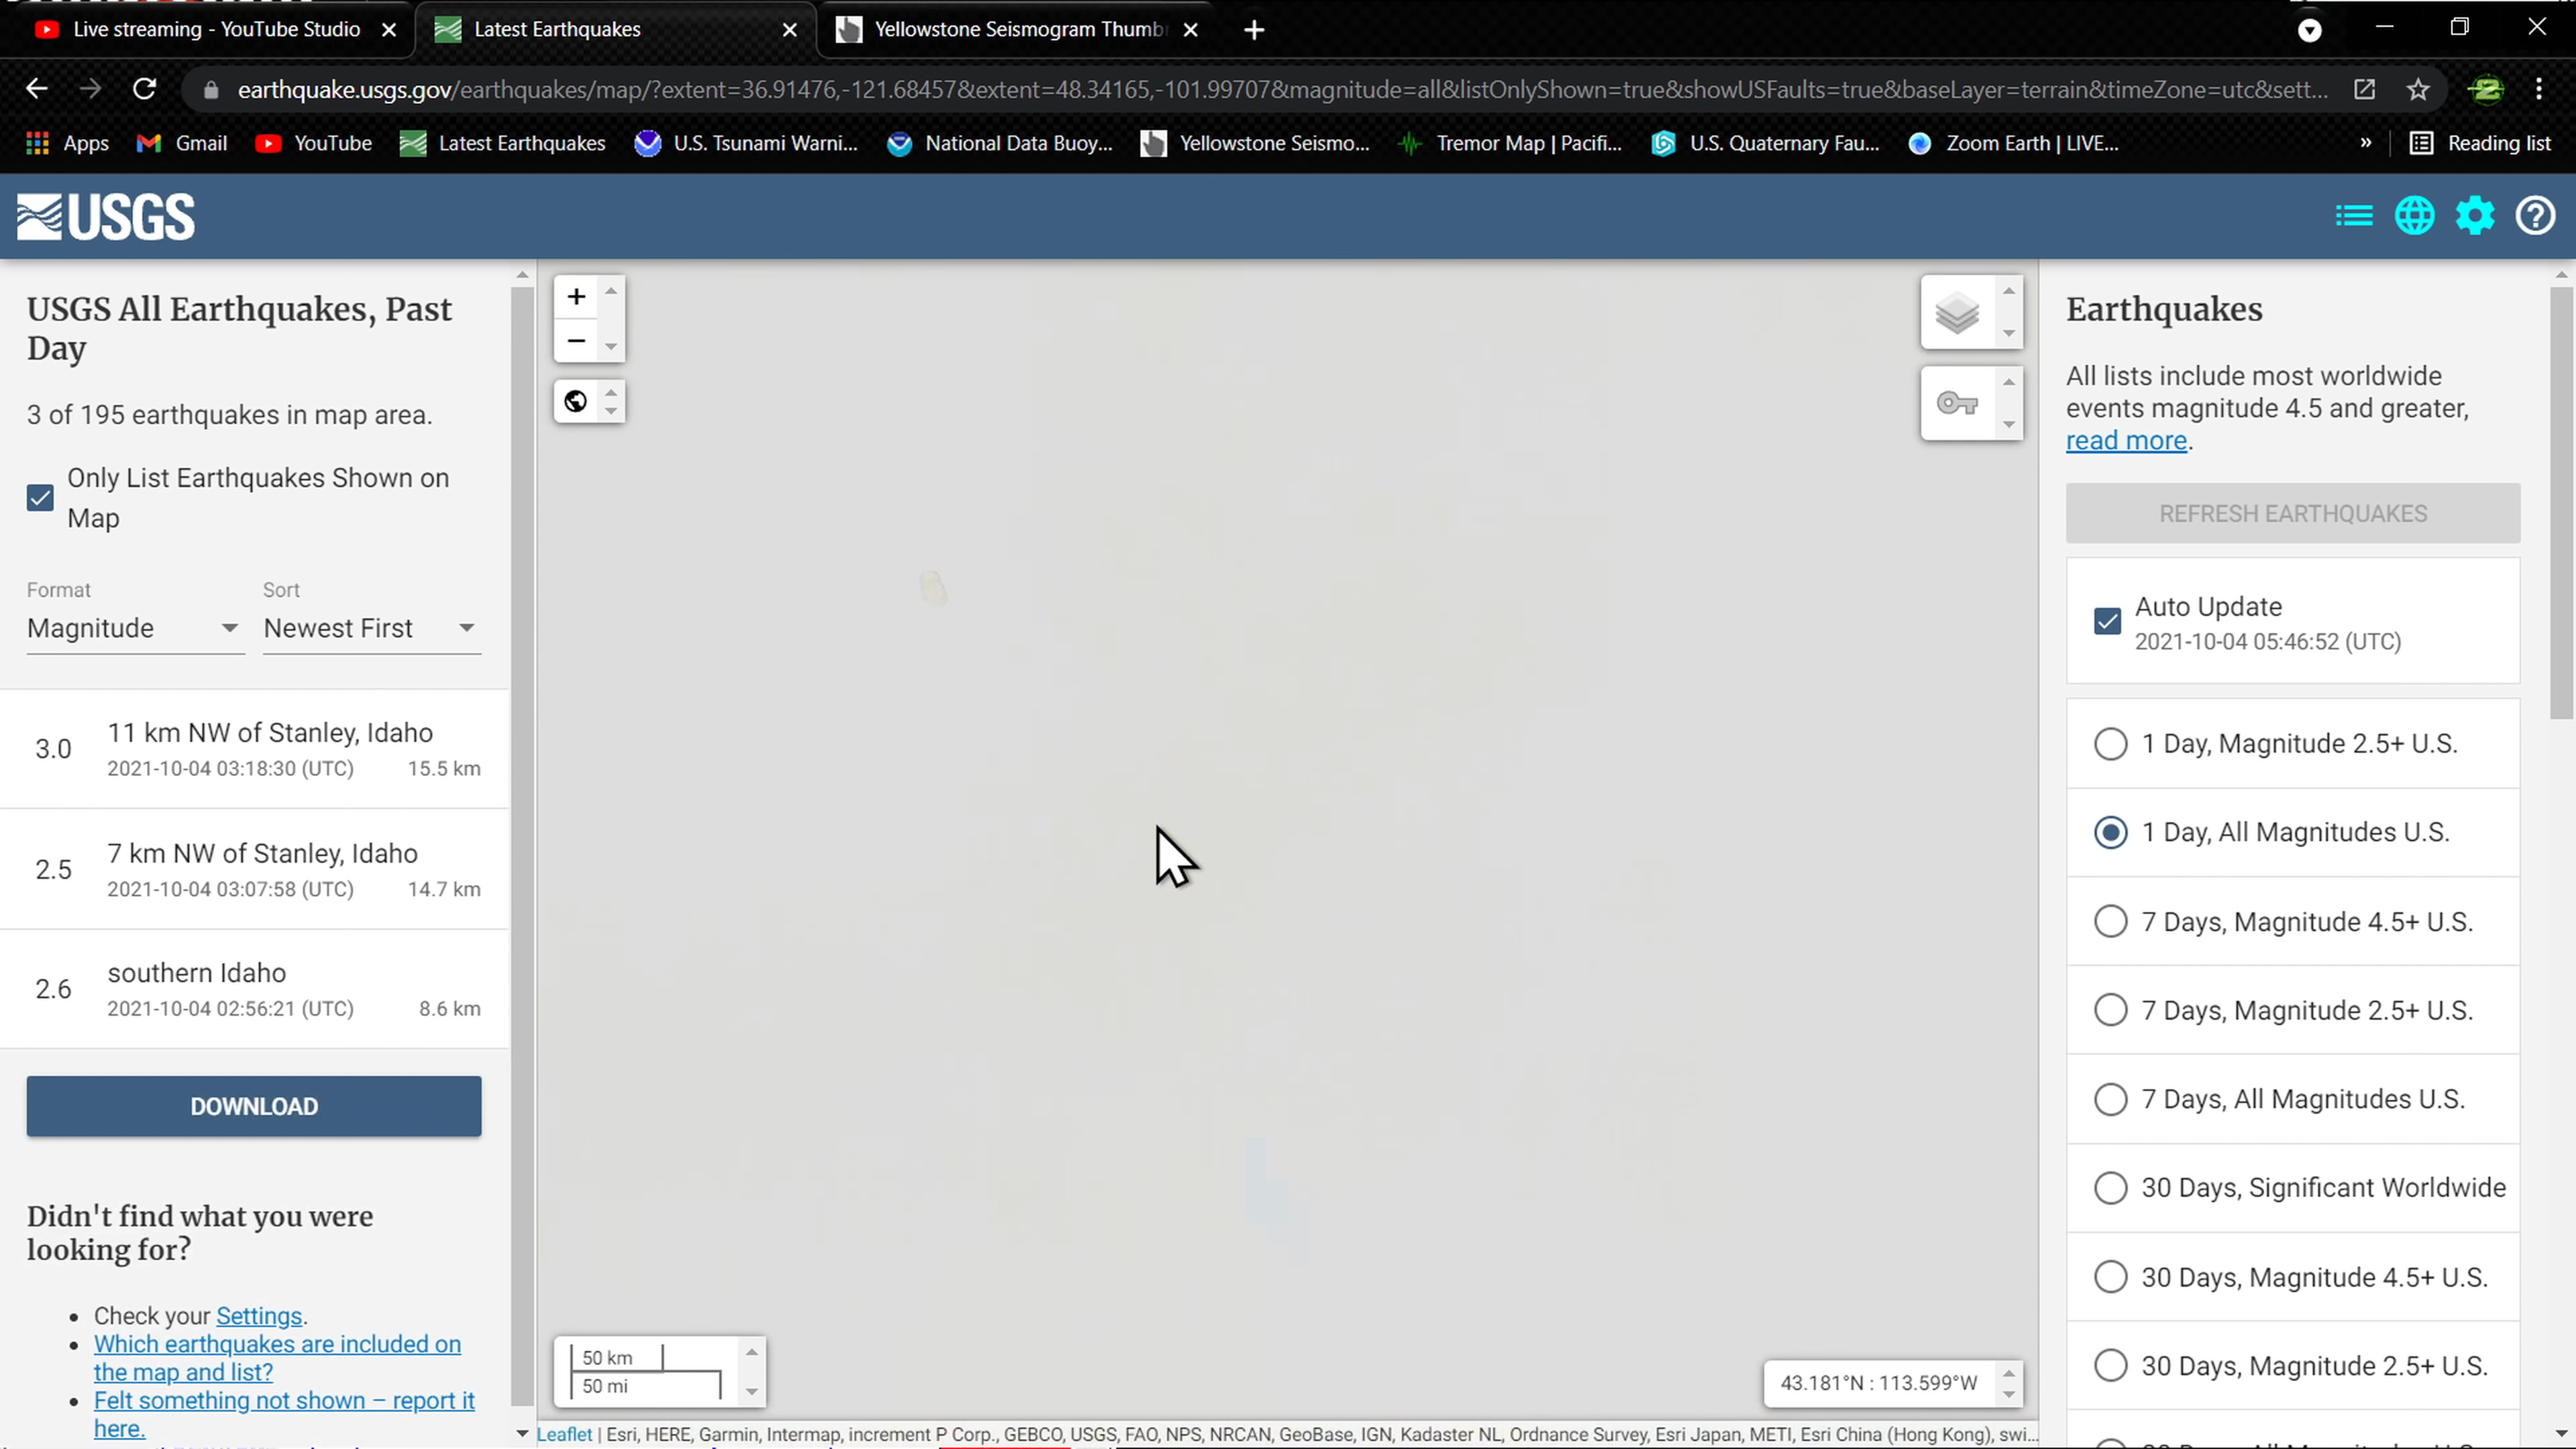 Live streaming - YouTube Studio
Latest Earthquakes
Yellowstone Seismogram Thumb
earthquake.usgs.gov/earthquakes/map/?extent=36.91476,-121.68457&extent=48.34165,-101.99707&magnitude=all&listOnlyShown=true&showUSFaults=true&baseLayer=terrain&timeZone=utc&sett...
Apps
Gmail
YouTube
Latest Earthquakes
U.S. Tsunami Warni...
National Data Buoy...
Yellowstone Seismo...
Tremor Map | Pacifi...
U.S. Quaternary Fau...
Zoom Earth | LIVE...
»
Reading list
USGS
USGS All Earthquakes, Past
Day
3 of 195 earthquakes in map area.
Only List Earthquakes Shown on
Map
Format
Sort
Magnitude
Newest First
3.0
11 km NW of Stanley, Idaho
2021-10-04 03:18:30 (UTC)
15.5 km
2.5
7 km NW of Stanley, Idaho
2021-10-04 03:07:58 (UTC)
14.7 km
2.6
southern Idaho
2021-10-04 02:56:21 (UTC)
8.6 km
DOWNLOAD
Didn't find what you were
looking for?
• Check your Settings.
• Which earthquakes are included on
the map and list?
• Felt something not shown – report it
here.
+
−
50 km
50 mi
43.181°N : 113.599°W
Leaflet | Esri, HERE, Garmin, Intermap, increment P Corp., GEBCO, USGS, FAO, NPS, NRCAN, GeoBase, IGN, Kadaster NL, Ordnance Survey, Esri Japan, METI, Esri China (Hong Kong), swi...
Earthquakes
All lists include most worldwide
events magnitude 4.5 and greater,
read more.
REFRESH EARTHQUAKES
Auto Update
2021-10-04 05:46:52 (UTC)
1 Day, Magnitude 2.5+ U.S.
1 Day, All Magnitudes U.S.
7 Days, Magnitude 4.5+ U.S.
7 Days, Magnitude 2.5+ U.S.
7 Days, All Magnitudes U.S.
30 Days, Significant Worldwide
30 Days, Magnitude 4.5+ U.S.
30 Days, Magnitude 2.5+ U.S.